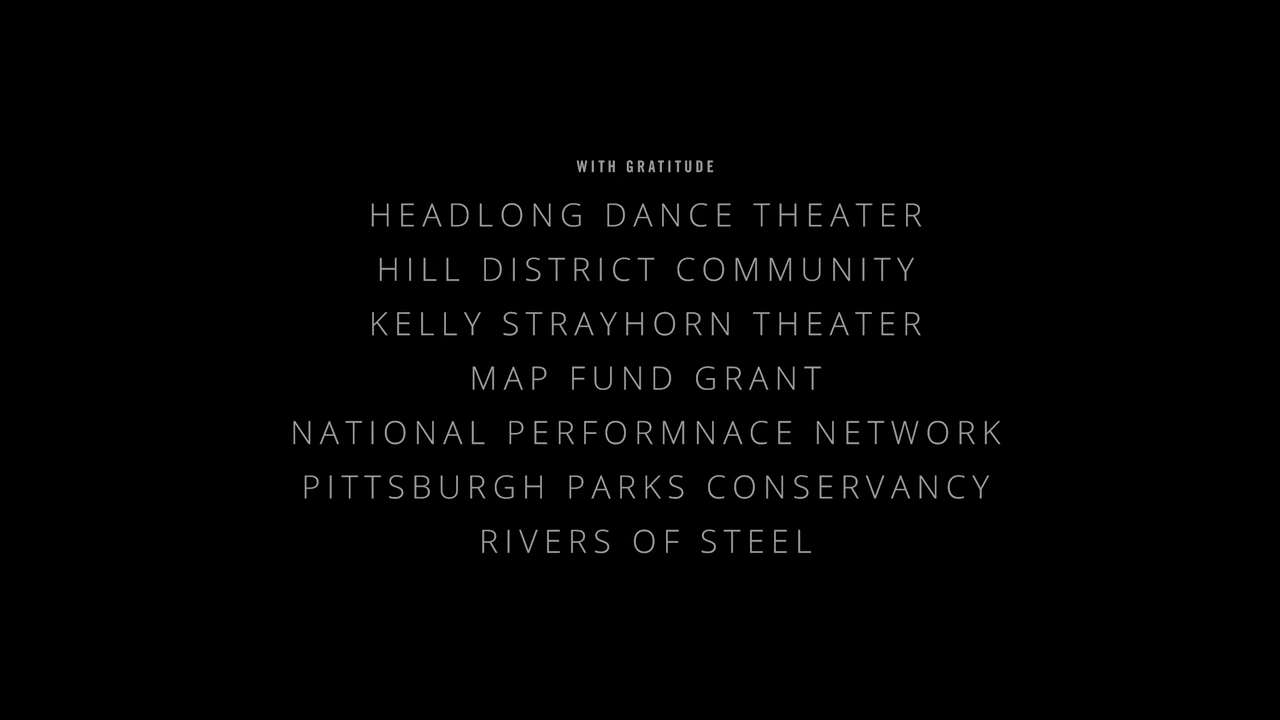 WITH GRATITUDE
HEADLONG DANCE THEATER
HILL DISTRICT COMMUNITY
KELLY STRAYHORN THEATER
MAP FUND GRANT
NATIONAL PERFORMNACE NETWORK
PITTSBURGH PARKS CONSERVANCY
RIVERS OF STEEL